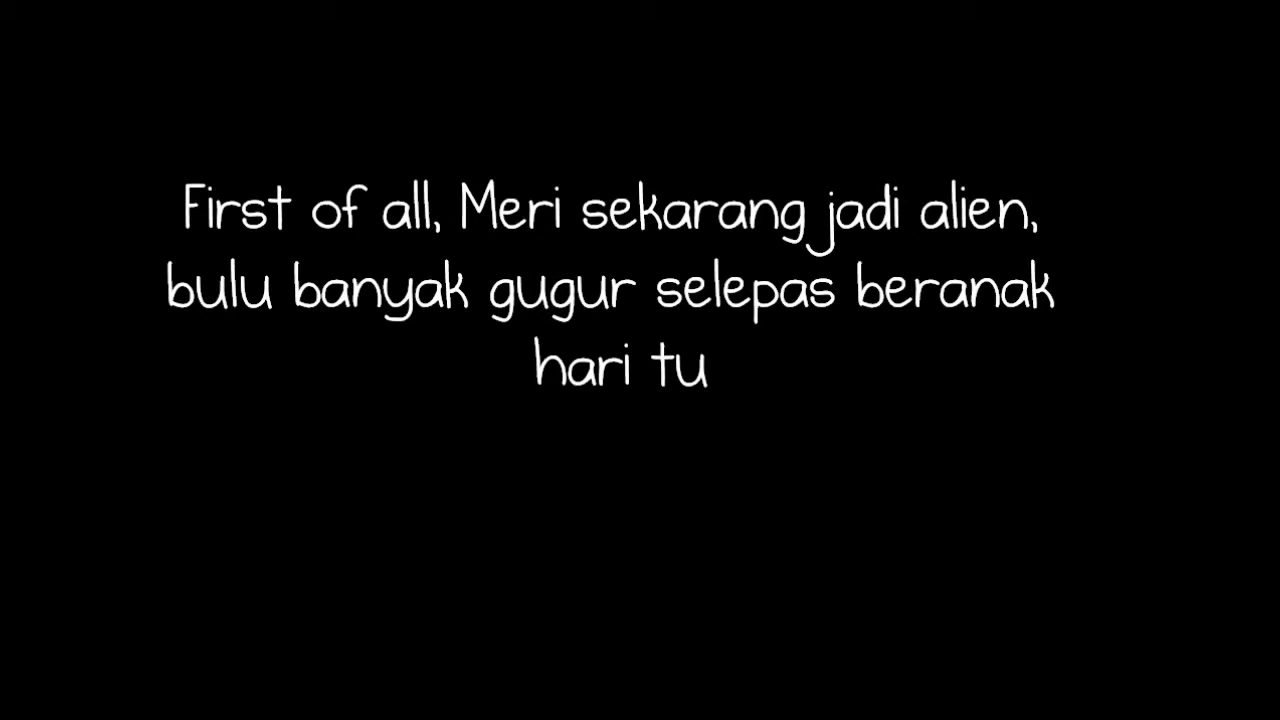 First of all, Meri sekarang jadi alien,
bulu banyak gugur selepas beranak
hari tu